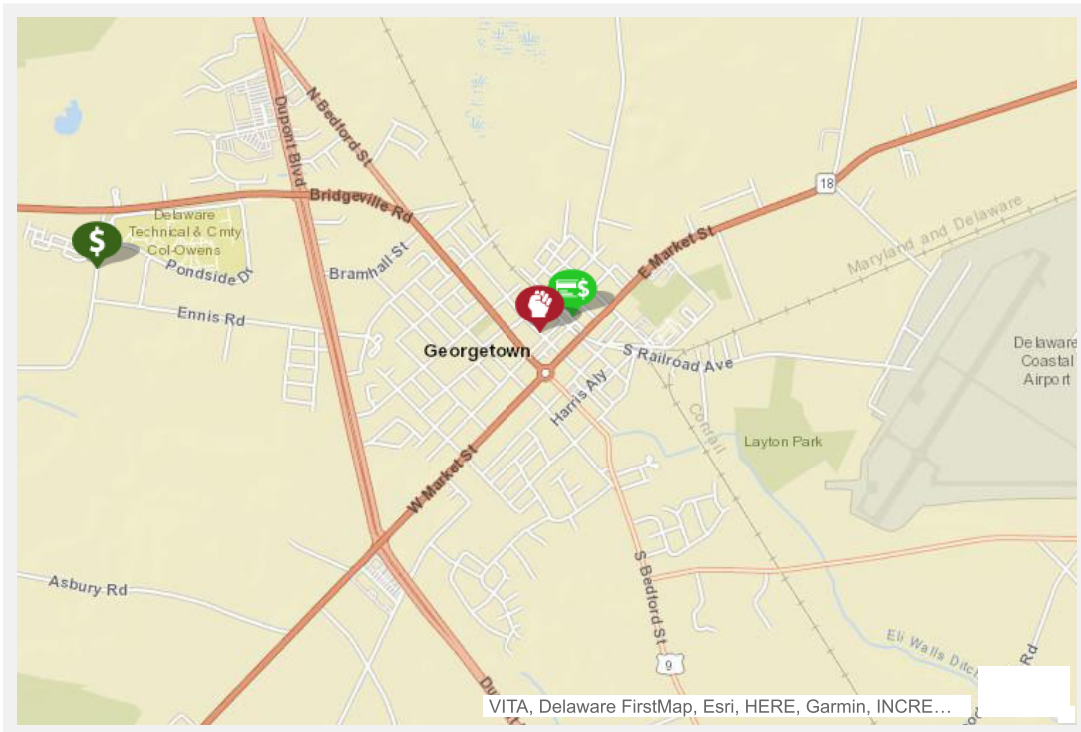 N Bedford St
Dupont Blvd
18
Bridgeville Rd
Delaware
Technical & Cmty
Col-Owens
$
Pondside Dr
Bramhall St
E Market St
Maryland and Delaware
$
Ennis Rd
Georgetown
S Railroad Ave
Delaware
Coastal
Airport
Harris Aly
Conrail
Layton Park
W Market St
Asbury Rd
S Bedford St
Eli Walls Ditch
Rd
9
VITA, Delaware FirstMap, Esri, HERE, Garmin, INCRE…